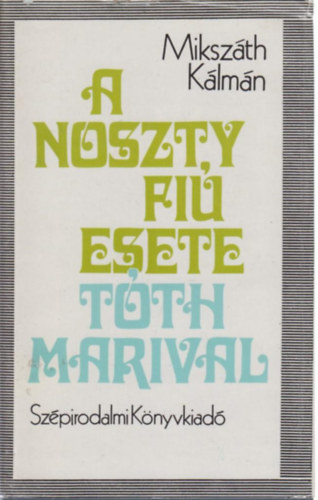 Mikszáth
Kálmán
A
NOSZTY
FIÚ
ESETE
TÓTH
MARIVAL
Szépirodalmi Könyvkiadó